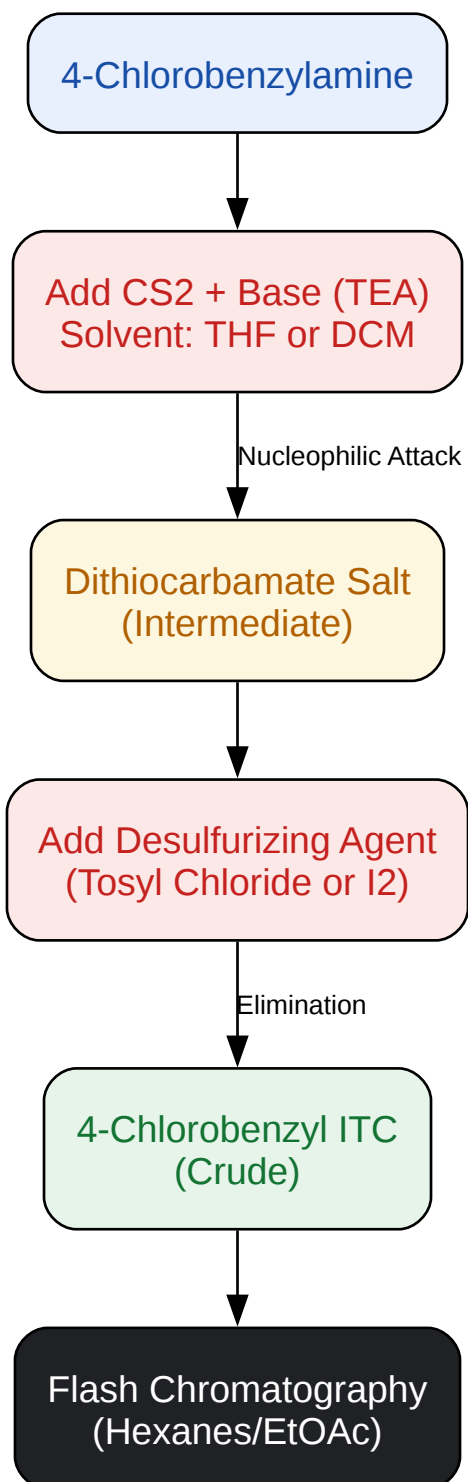 4-Chlorobenzylamine
Add CS2 + Base (TEA)
Solvent: THF or DCM
Nucleophilic Attack
Dithiocarbamate Salt
(Intermediate)
Add Desulfurizing Agent
(Tosyl Chloride or I2)
Elimination
4-Chlorobenzyl ITC
(Crude)
Flash Chromatography
(Hexanes/EtOAc)